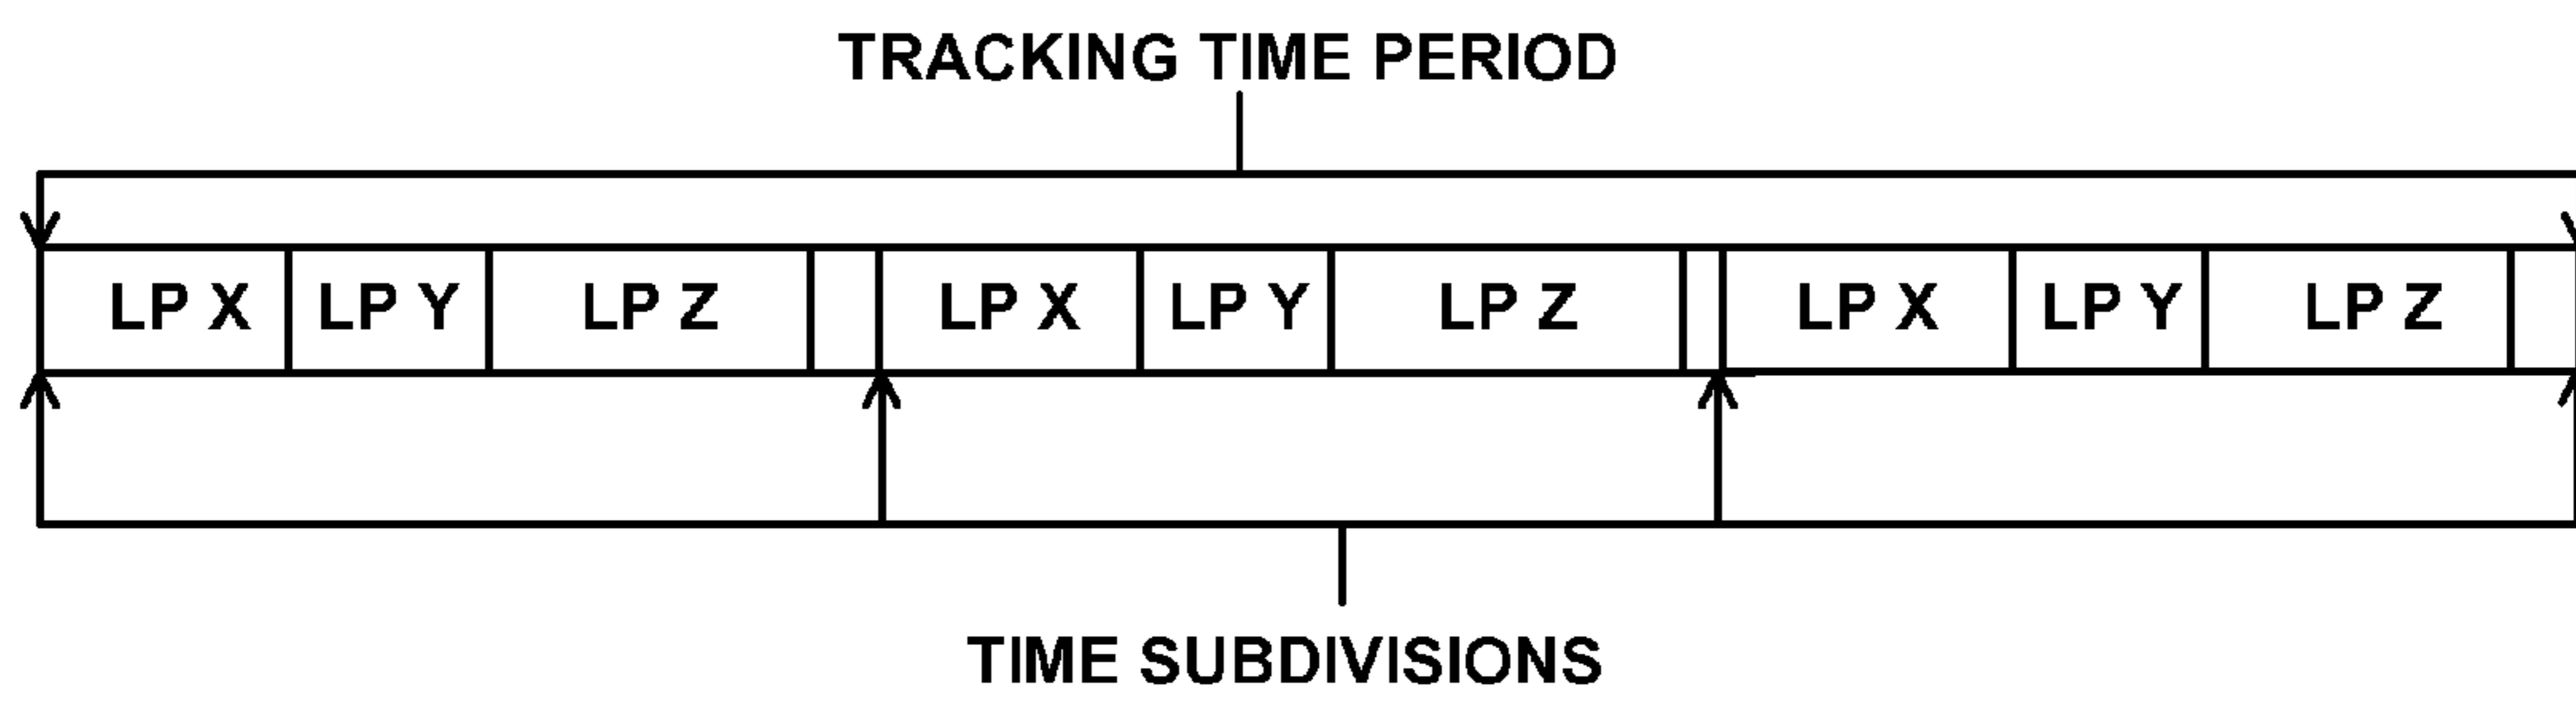 TRACKING TIME PERIOD
LP X LP Y LP Z LP X LP Y LP Z LP X LP Y LP Z
TIME SUBDIVISIONS